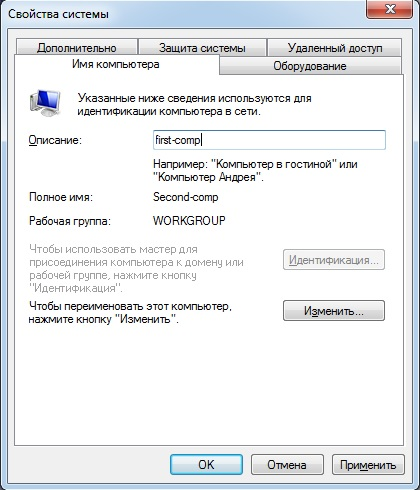 Свойства системы
Дополнительно
Защита системы
Удаленный доступ
Имя компьютера
Оборудование
Указанные ниже сведения используются для
идентификации компьютера в сети.
Описание:
first-comp
Например: "Компьютер в гостиной" или
"Компьютер Андрея".
Полное имя:
Second-comp
Рабочая группа:
WORKGROUP
Чтобы использовать мастер для
присоединения компьютера к домену или
рабочей группе, нажмите кнопку
"Идентификация".
Идентификация...
Чтобы переименовать этот компьютер,
нажмите кнопку "Изменить".
Изменить...
OK
Отмена
Применить